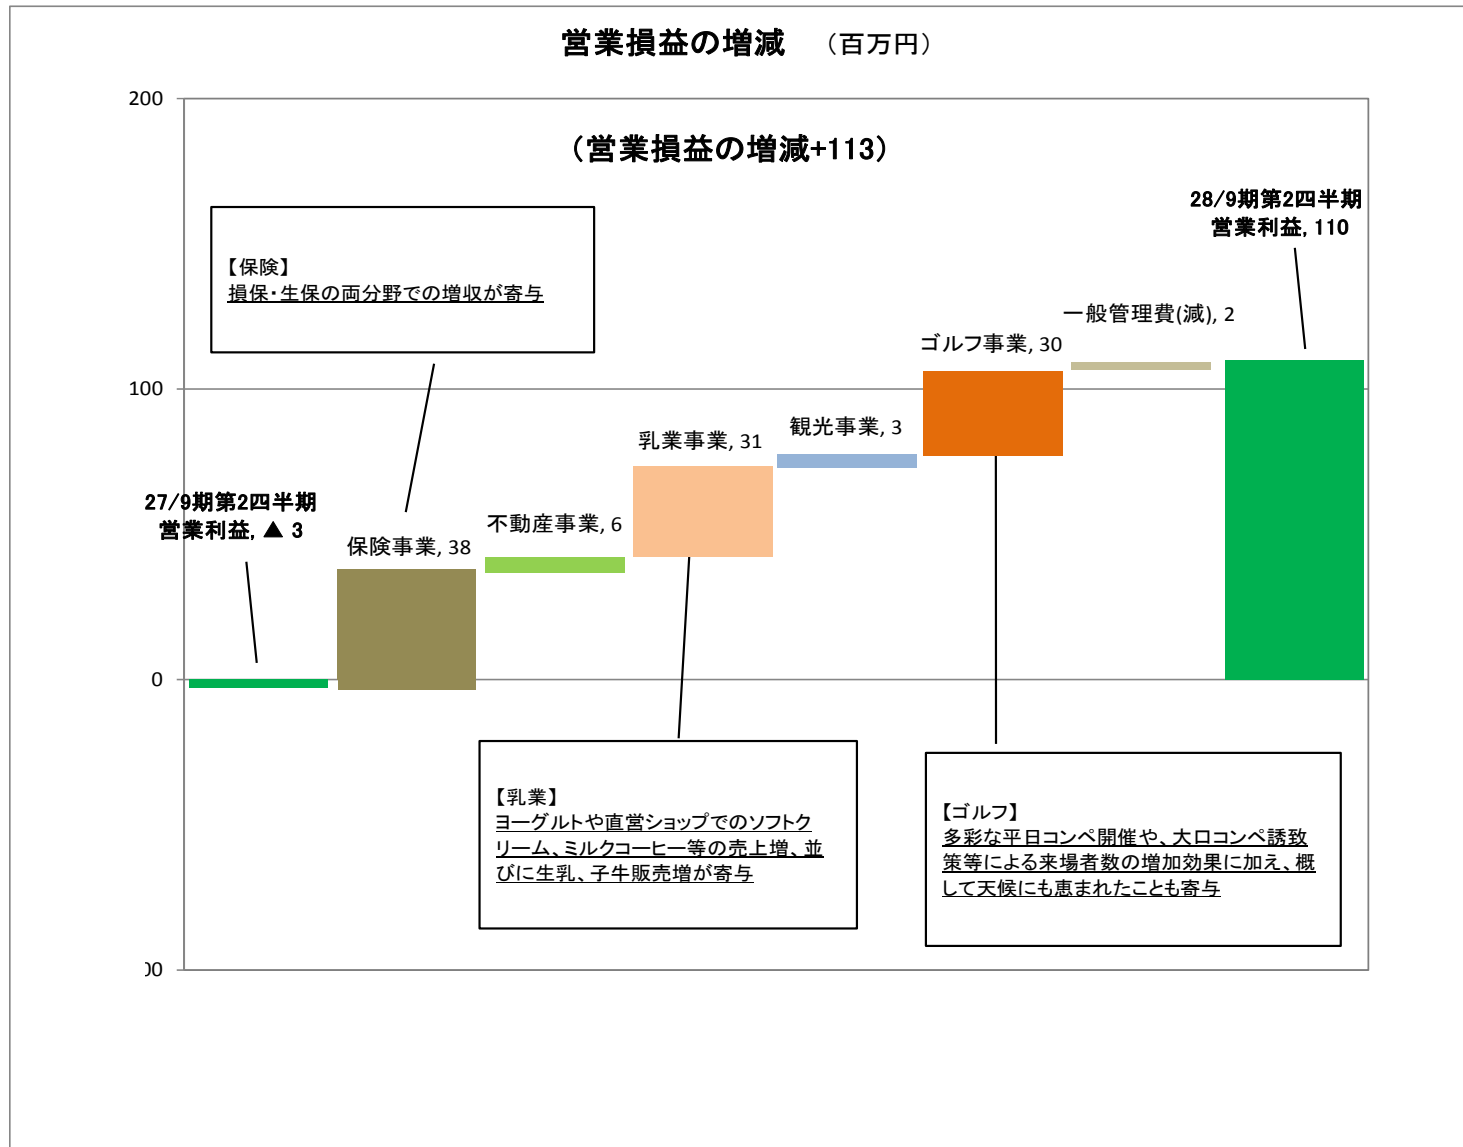 営業損益の増減 （百万円）
200
（営業損益の増減+113）
28/9期第2四半期
営業利益, 110
【保険】
損保・生保の両分野での増収が寄与
一般管理費(減), 2
ゴルフ事業, 30
100
観光事業, 3
乳業事業, 31
27/9期第2四半期
営業利益, ▲ 3
不動産事業, 6
保険事業, 38
0
【乳業】
ヨーグルトや直営ショップでのソフトク
リーム、ミルクコーヒー等の売上増、並
びに生乳、子牛販売増が寄与
【ゴルフ】
多彩な平日コンペ開催や、大口コンペ誘致
策等による来場者数の増加効果に加え、概
して天候にも恵まれたことも寄与